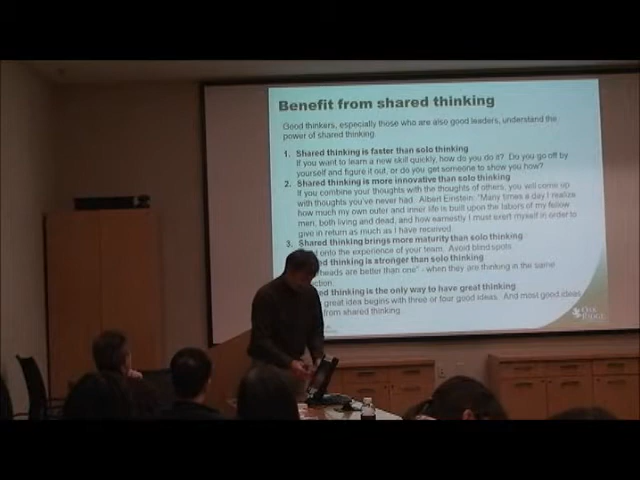 Benefit from shared thinking
Good thinkers, especially those who are also good leaders, understand the
power of shared thinking.
1. Shared thinking is faster than solo thinking
If you want to learn a new skill quickly, how do you do it? Do you go off by
yourself and figure it out, or do you get someone to show you how?
2. Shared thinking is more innovative than solo thinking
If you combine your thoughts with the thoughts of others, you will come up
with thoughts you've never had. Albert Einstein: "Many times a day I realize
how much my own outer and inner life is built upon the labors of my fellow
men, both living and dead, and how earnestly I must exert myself in order to
give in return as much as I have received.
3. Shared thinking brings more maturity than solo thinking
onto the experience of your team. Avoid blind spots.
thinking is stronger than solo thinking
heads are better than one" - when they are thinking in the same
thinking is the only way to have great thinking
great idea begins with three or four good ideas. And most good ideas
from shared thinking.
OAK
RIDGE